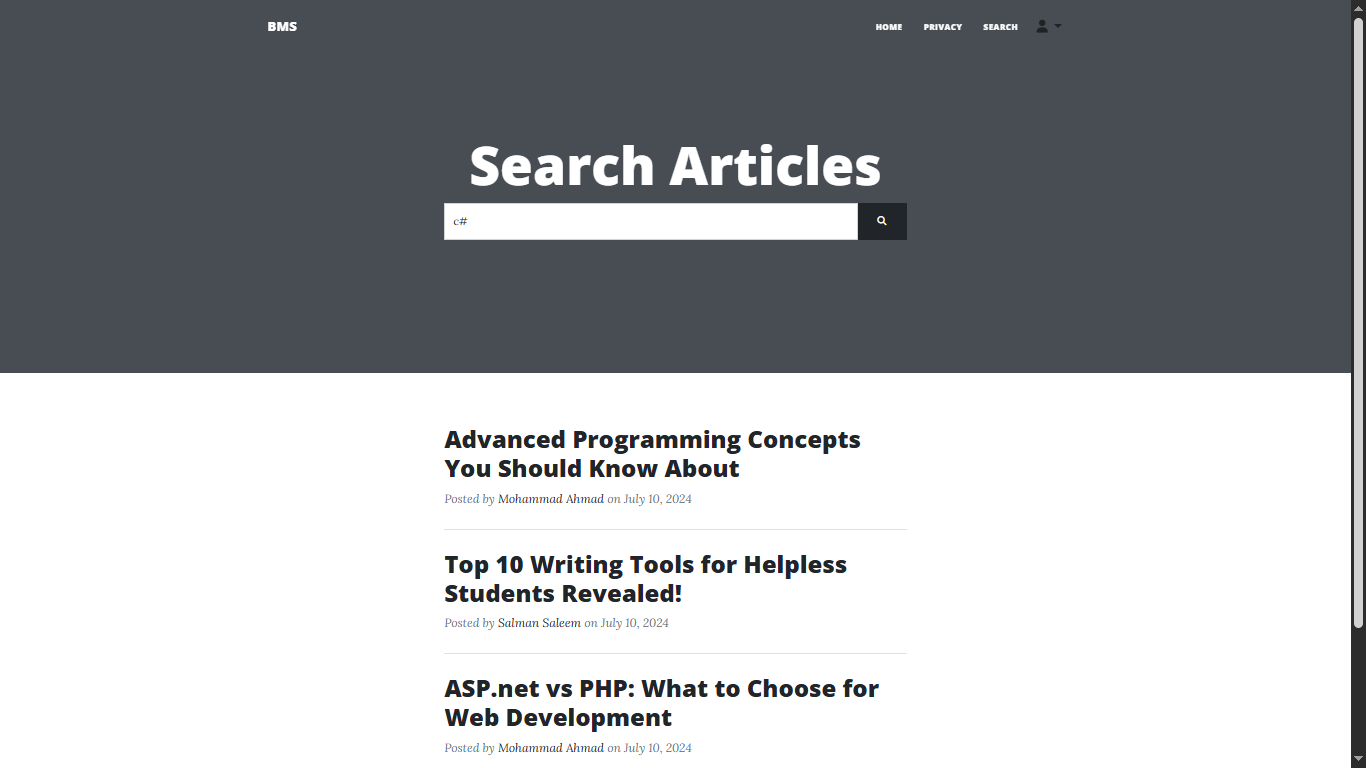 BMS
HOME PRIVACY SEARCH
Search Articles
c#
Advanced Programming Concepts
You Should Know About
Posted by Mohammad Ahmad on July 10, 2024
Top 10 Writing Tools for Helpless
Students Revealed!
Posted by Salman Saleem on July 10, 2024
ASP.net vs PHP: What to Choose for
Web Development
Posted by Mohammad Ahmad on July 10, 2024